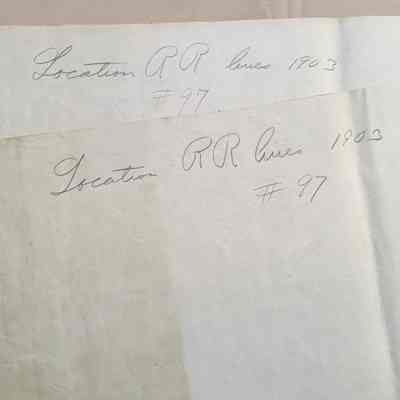 Location RR lines 1903
# 97
Location RR lines 1903
# 97